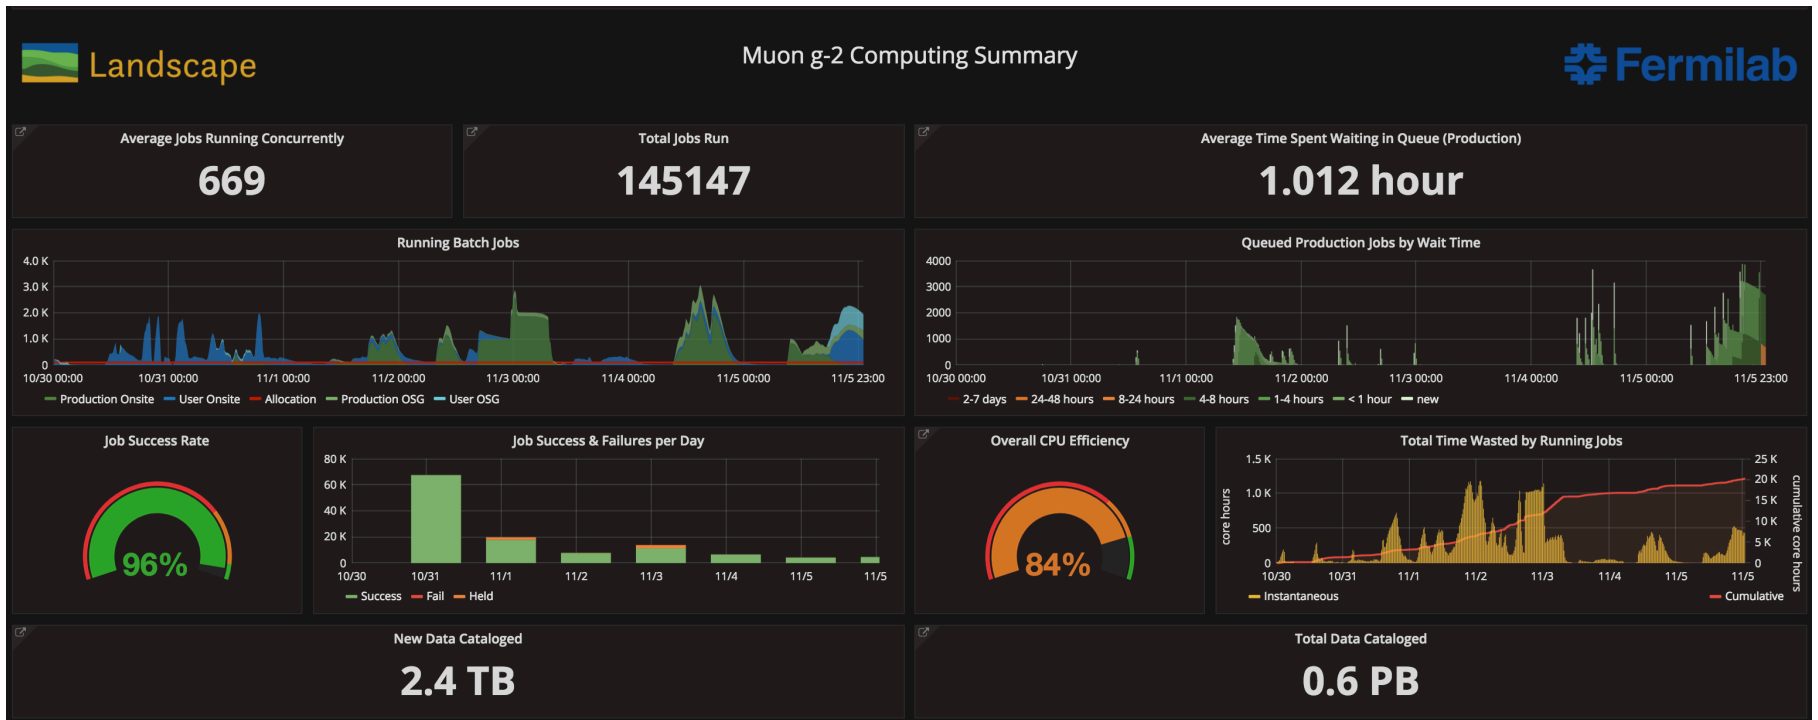 Landscape
Muon g-2 Computing Summary
Fermilab
Average Jobs Running Concurrently
669
Total Jobs Run
145147
Average Time Spent Waiting in Queue (Production)
1.012 hour
Running Batch Jobs
4.0 K
3.0 K
2.0 K
1.0 K
0
10/30 00:00 10/31 00:00 11/1 00:00 11/2 00:00 11/3 00:00 11/4 00:00 11/5 00:00 11/5 23:00
Production Onsite User Onsite Allocation Production OSG User OSG
Queued Production Jobs by Wait Time
4000
3000
2000
1000
0
10/30 00:00 10/31 00:00 11/1 00:00 11/2 00:00 11/3 00:00 11/4 00:00 11/5 00:00 11/5 23:00
2-7 days 24-48 hours 8-24 hours 4-8 hours 1-4 hours < 1 hour new
Job Success Rate
96%
Job Success & Failures per Day
80 K
60 K
40 K
20 K
0
10/30 10/31 11/1 11/2 11/3 11/4 11/5 11/5
Success Fail Held
Overall CPU Efficiency
84%
Total Time Wasted by Running Jobs
core hours
1.5 K
1.0 K
500
0
25 K
20 K
15 K
10 K
5 K
0
cumulative core hours
10/30 10/31 11/1 11/2 11/3 11/4 11/5 11/5
Instantaneous Cumulative
New Data Cataloged
2.4 TB
Total Data Cataloged
0.6 PB